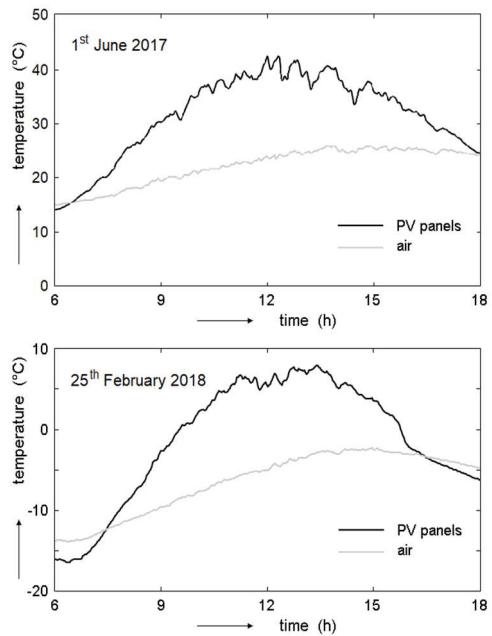 1st June 2017
temperature (°C)
50
40
30
20
10
0
PV panels
air
6 9 12 15 18
time (h)
25th February 2018
temperature (°C)
10
0
-10
-20
PV panels
air
6 9 12 15 18
time (h)